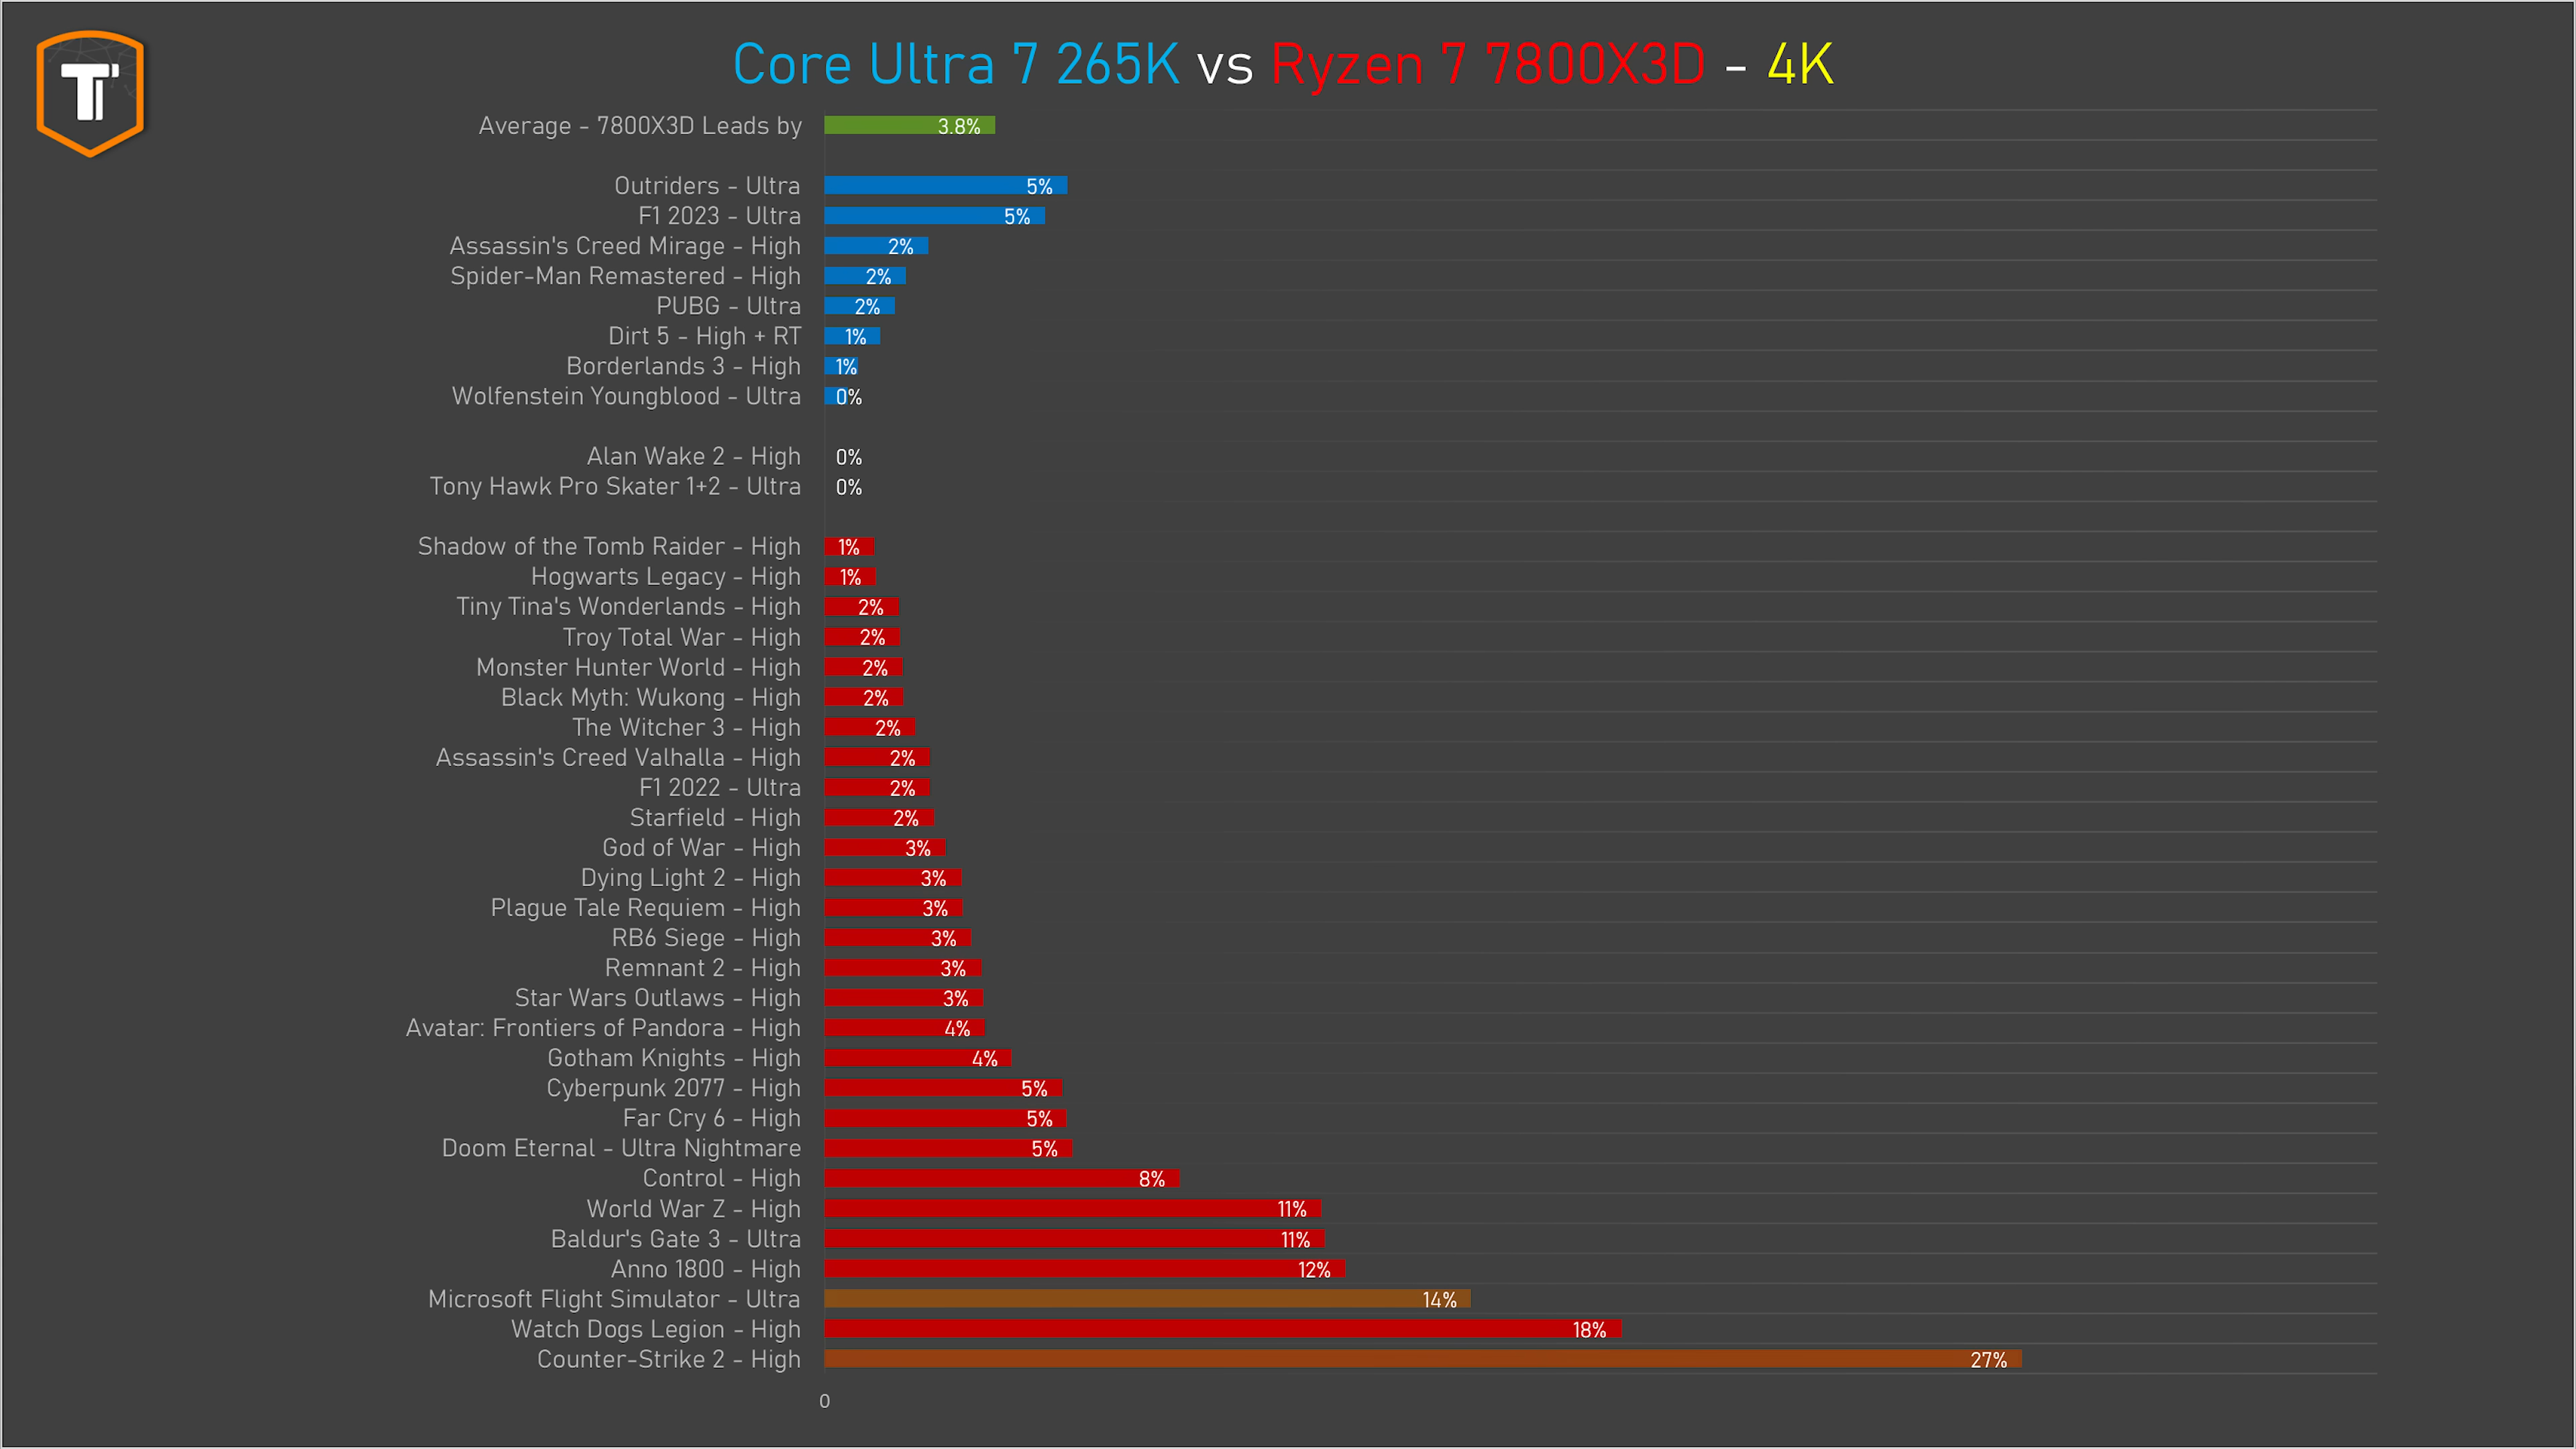 Core Ultra 7 265K vs Ryzen 7 7800X3D - 4K
Average - 7800X3D Leads by 3.8%
Outriders - Ultra 5%
F1 2023 - Ultra 5%
Assassin's Creed Mirage - High 2%
Spider-Man Remastered - High 2%
PUBG - Ultra 2%
Dirt 5 - High + RT 1%
Borderlands 3 - High 1%
Wolfenstein Youngblood - Ultra 0%
Alan Wake 2 - High 0%
Tony Hawk Pro Skater 1+2 - Ultra 0%
Shadow of the Tomb Raider - High 1%
Hogwarts Legacy - High 1%
Tiny Tina's Wonderlands - High 2%
Troy Total War - High 2%
Monster Hunter World - High 2%
Black Myth: Wukong - High 2%
The Witcher 3 - High 2%
Assassin's Creed Valhalla - High 2%
F1 2022 - Ultra 2%
Starfield - High 2%
God of War - High 3%
Dying Light 2 - High 3%
Plague Tale Requiem - High 3%
RB6 Siege - High 3%
Remnant 2 - High 3%
Star Wars Outlaws - High 3%
Avatar: Frontiers of Pandora - High 4%
Gotham Knights - High 4%
Cyberpunk 2077 - High 5%
Far Cry 6 - High 5%
Doom Eternal - Ultra Nightmare 5%
Control - High 8%
World War Z - High 11%
Baldur's Gate 3 - Ultra 11%
Anno 1800 - High 12%
Microsoft Flight Simulator - Ultra 14%
Watch Dogs Legion - High 18%
Counter-Strike 2 - High 27%
0